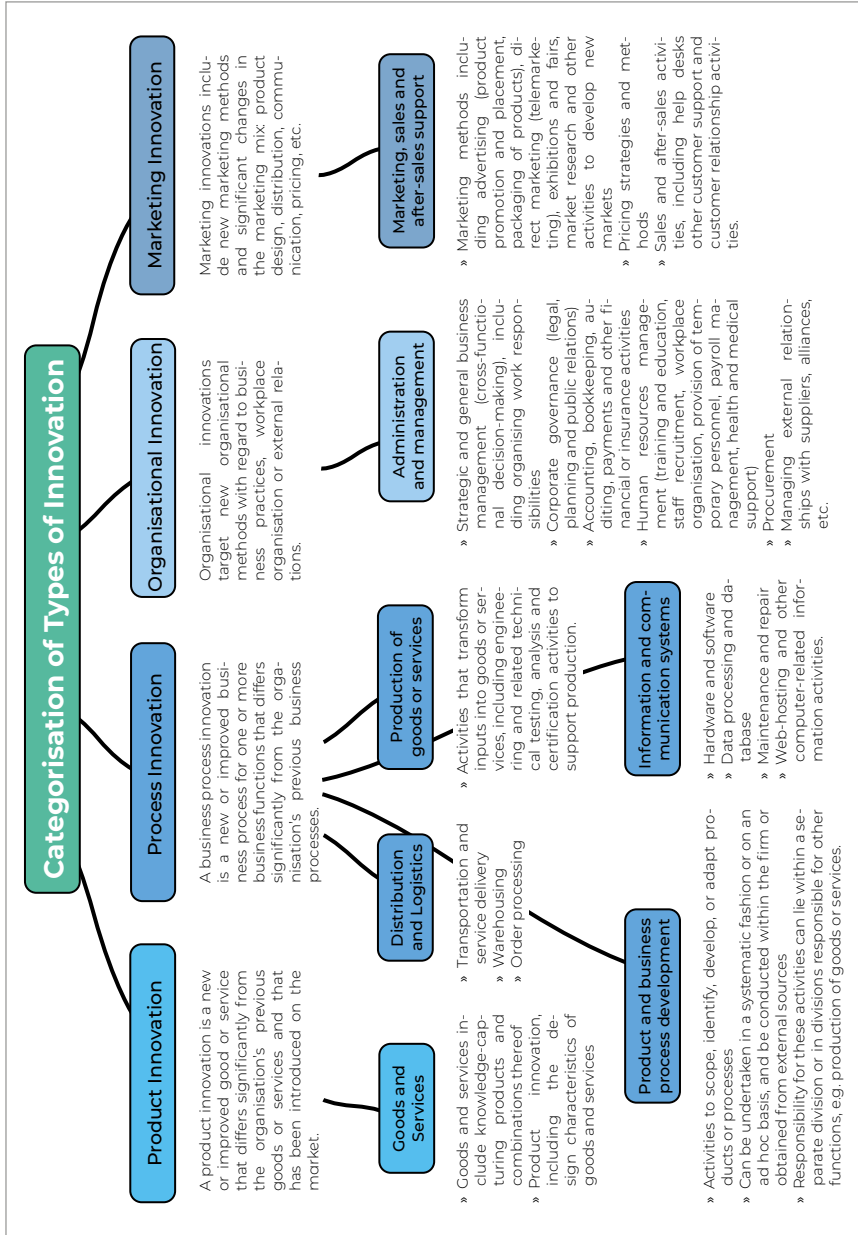 Categorisation of Types of Innovation
Product Innovation
A product innovation is a new
or improved good or service
that differs significantly from
the organisation's previous
goods or services and that
has been introduced on the
market.
Goods and
Services
» Goods and services in-
clude knowledge-cap-
turing products and
combinations thereof
» Product innovation,
including the de-
sign characteristics of
goods and services
Process Innovation
A business process innovation
is a new or improved busi-
ness process for one or more
business functions that differs
significantly from the orga-
nisation's previous business
processes.
Distribution
and Logistics
» Transportation and
service delivery
» Warehousing
» Order processing
Production of
goods or services
» Activities that transform
inputs into goods or ser-
vices, including enginee-
ring and related techni-
cal testing, analysis and
certification activities to
support production.
Product and business
process development
» Activities to scope, identify, develop, or adapt pro-
ducts or processes
» Can be undertaken in a systematic fashion or on an
ad hoc basis, and be conducted within the firm or
obtained from external sources
» Responsibility for these activities can lie within a se-
parate division or in divisions responsible for other
functions, e.g. production of goods or services.
Information and com-
munication systems
» Hardware and software
» Data processing and da-
tabase
» Maintenance and repair
» Web-hosting and other
computer-related infor-
mation activities.
Organisational Innovation
Organisational innovations
target new organisational
methods with regard to busi-
ness practices, workplace
organisation or external rela-
tions.
Administration
and management
» Strategic and general business
management (cross-functio-
nal decision-making), inclu-
ding organising work respon-
sibilities
» Corporate governance (legal,
planning and public relations)
» Accounting, bookkeeping, au-
diting, payments and other fi-
nancial or insurance activities
» Human resources manage-
ment (training and education,
staff recruitment, workplace
organisation, provision of tem-
porary personnel, payroll ma-
nagement, health and medical
support)
» Procurement
» Managing external relation-
ships with suppliers, alliances,
etc.
Marketing Innovation
Marketing innovations inclu-
de new marketing methods
and significant changes in
the marketing mix: product
design, distribution, commu-
nication, pricing, etc.
Marketing, sales and
after-sales support
» Marketing methods inclu-
ding advertising (product
promotion and placement,
packaging of products), di-
rect marketing (telemarke-
ting), exhibitions and fairs,
market research and other
activities to develop new
markets
» Pricing strategies and met-
hods
» Sales and after-sales activi-
ties, including help desks
other customer support and
customer relationship activi-
ties.